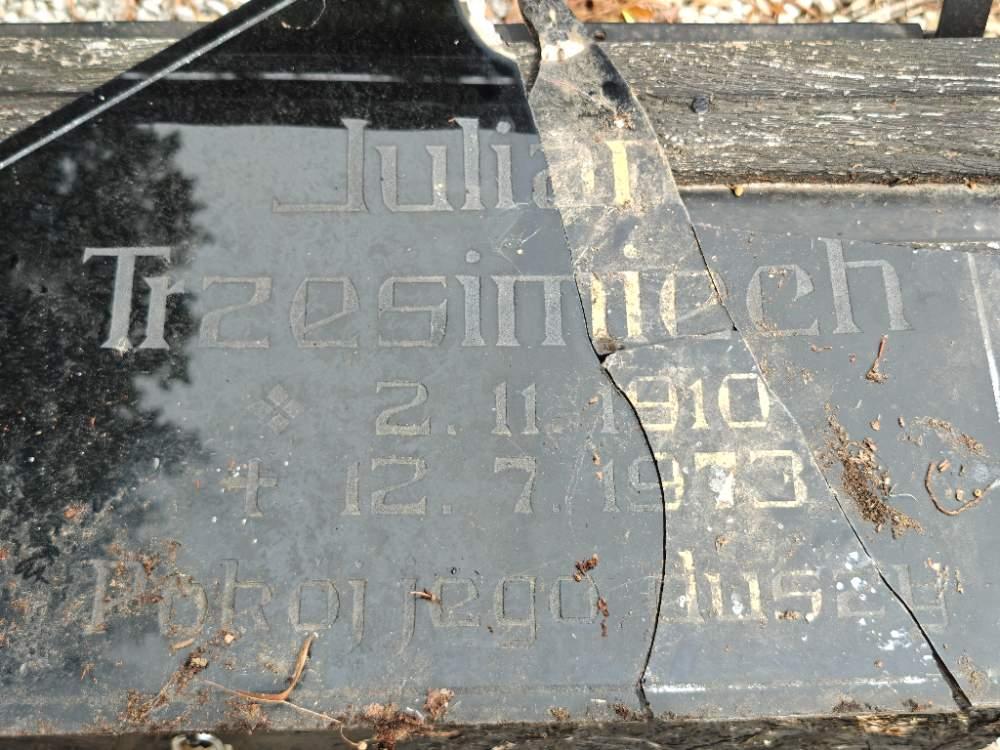 Julian
Trzesimiech
❖ 2. 11. 1910
✝ 12. 7. 1973
Pokój jego duszy